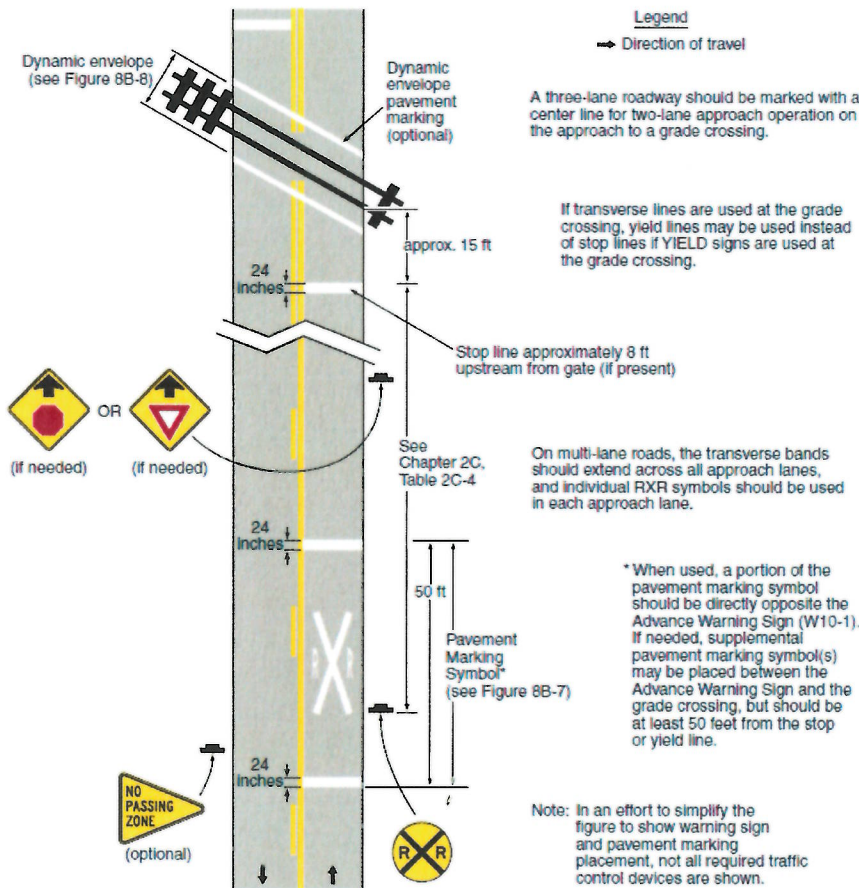 Legend
Direction of travel
Dynamic envelope
(see Figure 8B-8)
Dynamic
envelope
pavement
marking
(optional)
A three-lane roadway should be marked with a
center line for two-lane approach operation on
the approach to a grade crossing.
If transverse lines are used at the grade
crossing, yield lines may be used instead
of stop lines if YIELD signs are used at
the grade crossing.
approx. 15 ft
24
inches
Stop line approximately 8 ft
upstream from gate (if present)
OR
(if needed)
(if needed)
See
Chapter 2C,
Table 2C-4
On multi-lane roads, the transverse bands
should extend across all approach lanes,
and individual RXR symbols should be used
in each approach lane.
24
inches
50 ft
R R
Pavement
Marking
Symbol*
(see Figure 8B-7)
* When used, a portion of the
pavement marking symbol
should be directly opposite the
Advance Warning Sign (W10-1).
If needed, supplemental
pavement marking symbol(s)
may be placed between the
Advance Warning Sign and the
grade crossing, but should be
at least 50 feet from the stop
or yield line.
24
inches
NO
PASSING
ZONE
(optional)
R R
Note: In an effort to simplify the
figure to show warning sign
and pavement marking
placement, not all required traffic
control devices are shown.